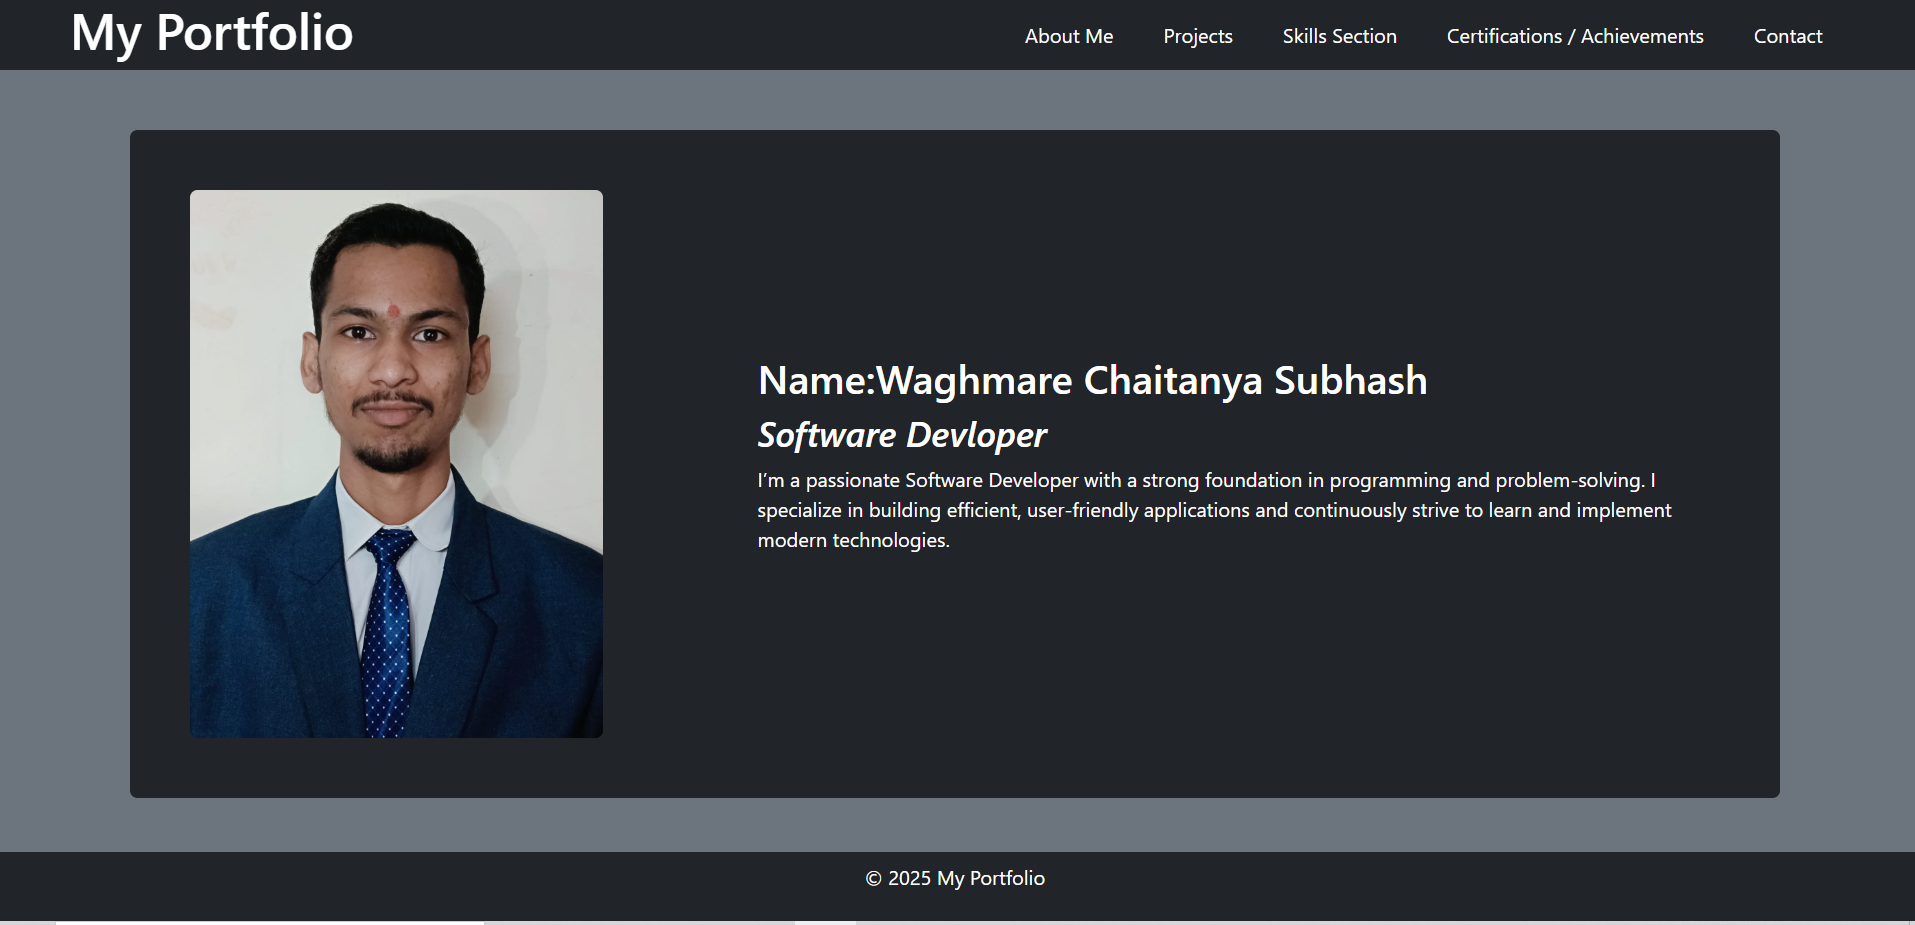 My Portfolio
About Me
Projects
Skills Section
Certifications / Achievements
Contact
Name:Waghmare Chaitanya Subhash
Software Devloper
I’m a passionate Software Developer with a strong foundation in programming and problem-solving. I
specialize in building efficient, user-friendly applications and continuously strive to learn and implement
modern technologies.
© 2025 My Portfolio